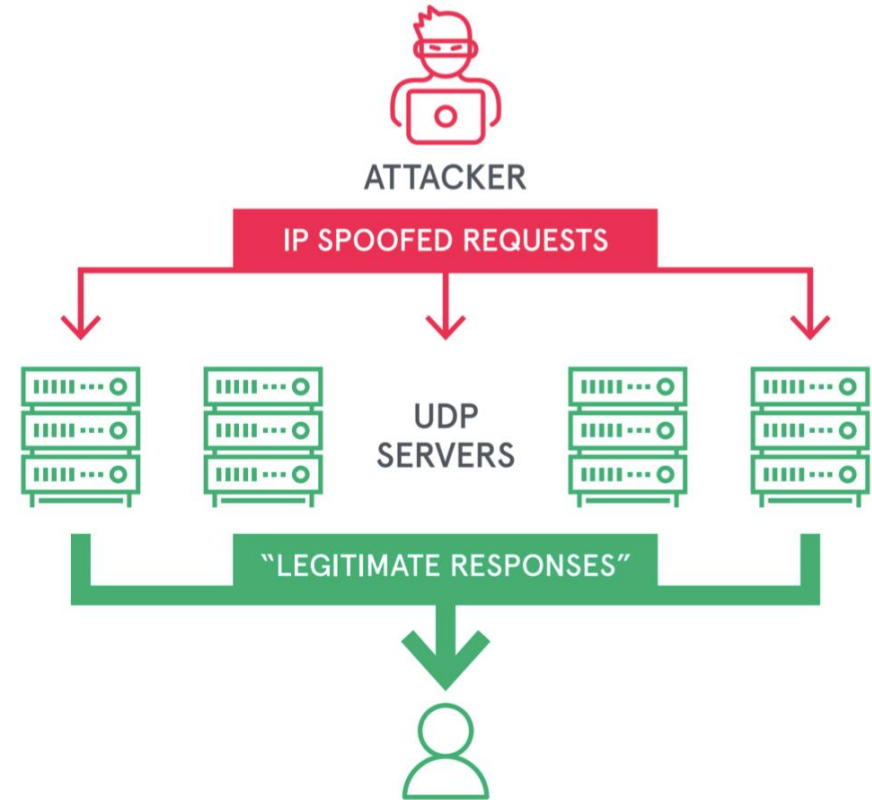 ATTACKER
IP SPOOFED REQUESTS
UDP
SERVERS
“LEGITIMATE RESPONSES”